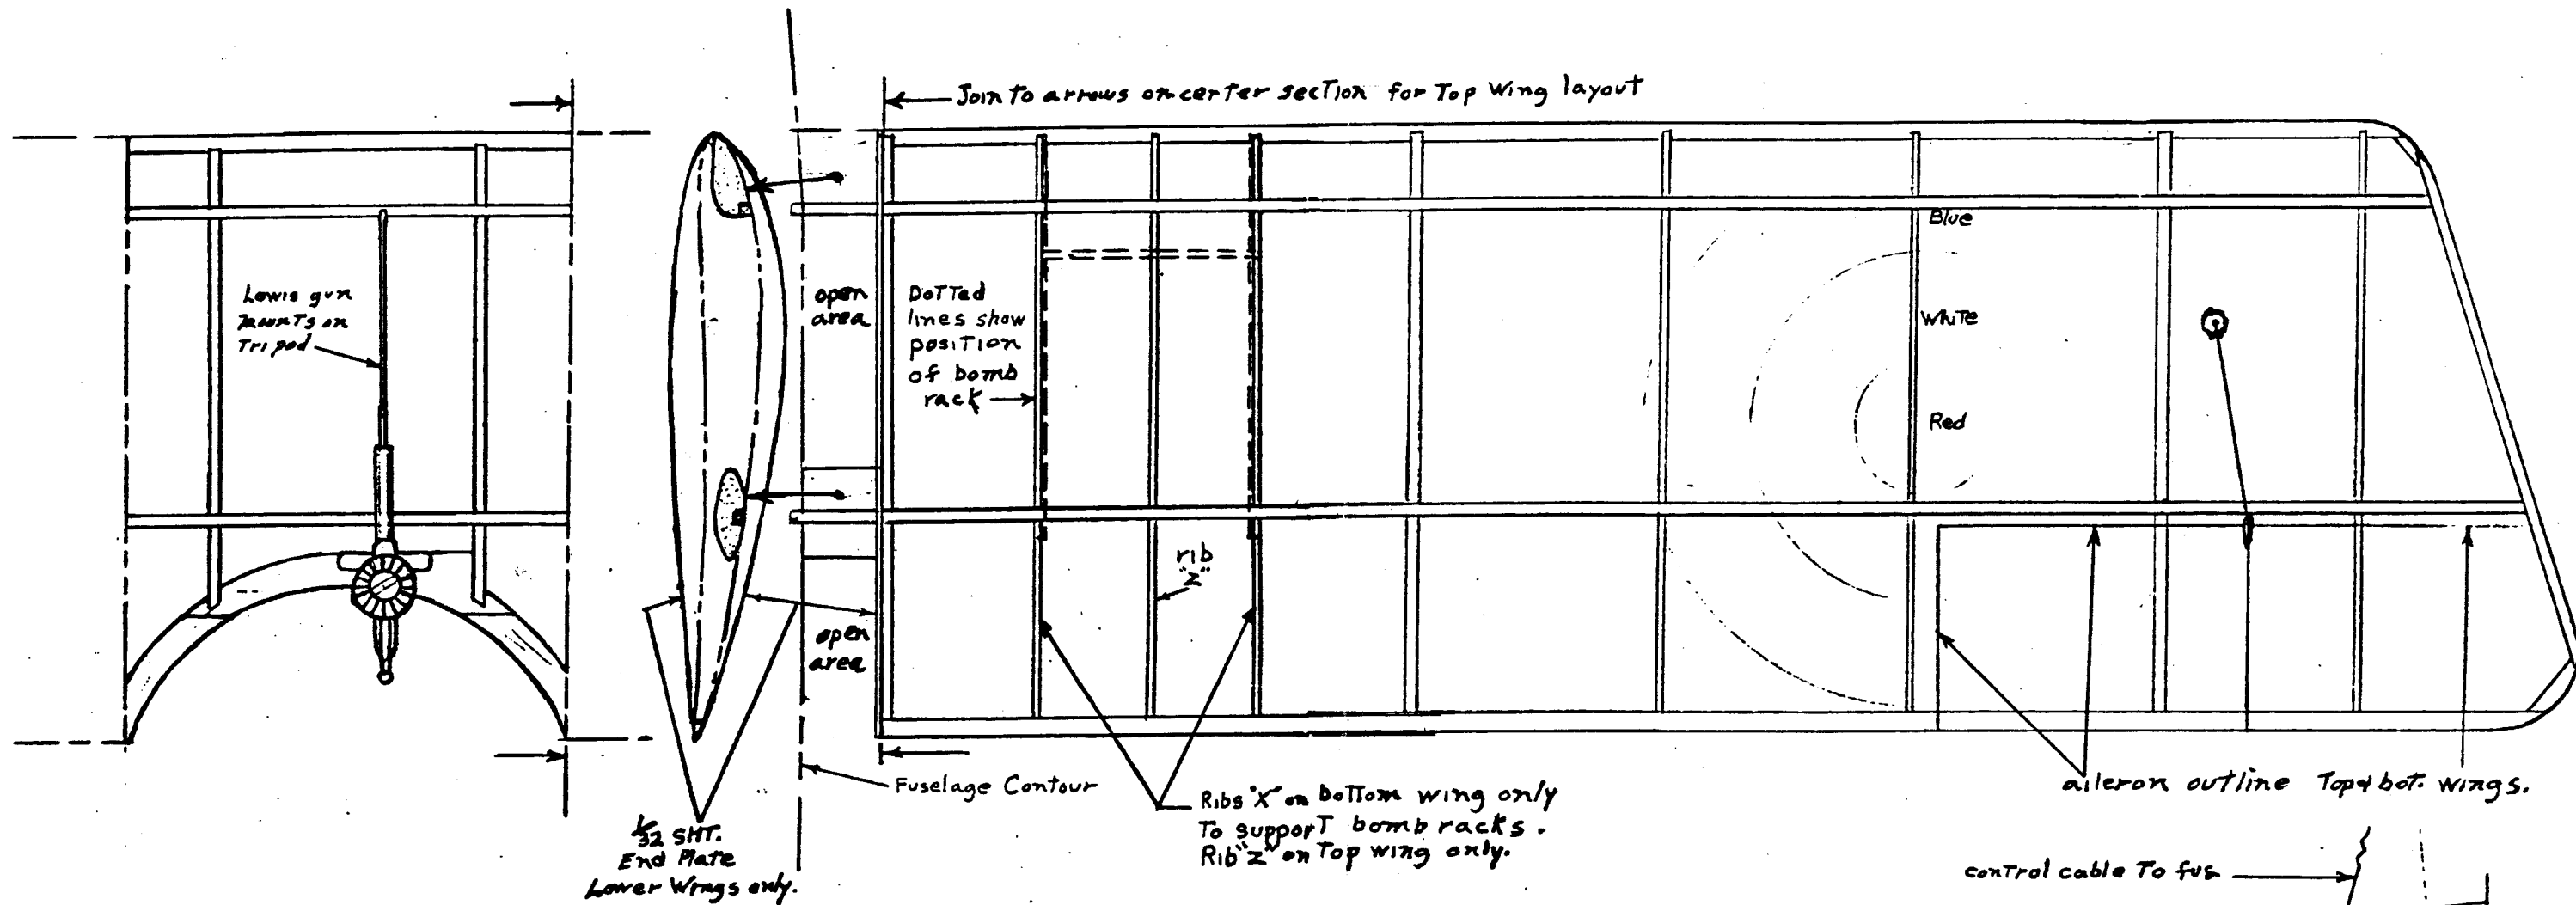 Join to arrows on certer section for Top Wing layout
Lewis gun
mounts on
Tripod
open
area
Dotted
lines show
position
of bomb
rack
Blue
White
Red
rib
"Z"
open
area
Fuselage Contour
1/32 SHT.
End Plate
Lower Wings only.
Ribs "X" on bottom wing only
To support bomb racks.
Rib "Z" on Top wing only.
aileron outline Top & bot. wings.
control cable To fus